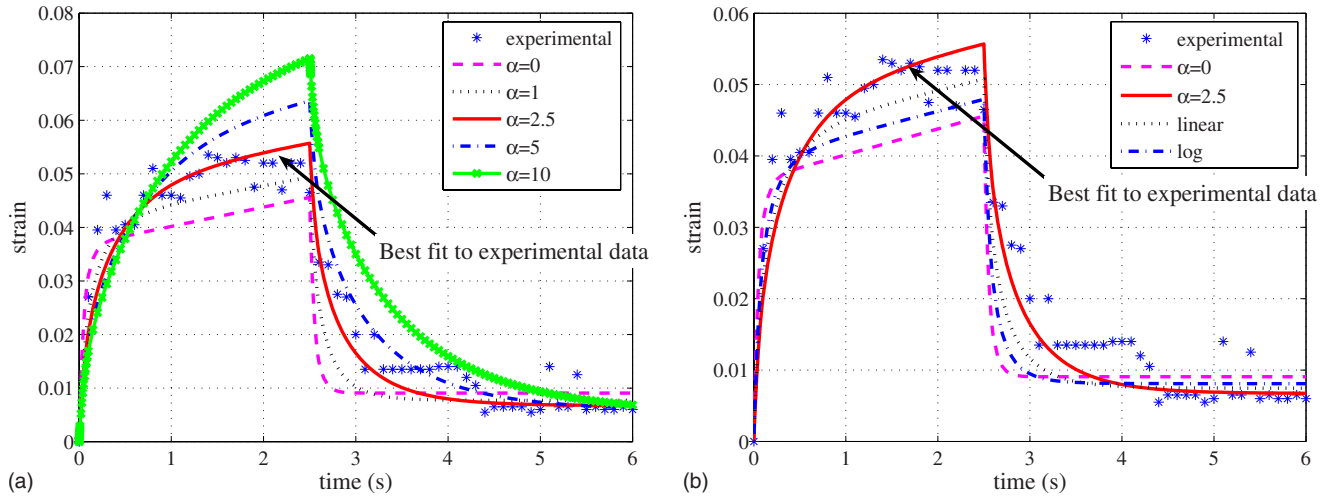 0.08
0.07
0.06
0.05
0.04
0.03
0.02
0.01
0
strain
experimental
α=0
α=1
α=2.5
α=5
α=10
Best fit to experimental data
0 1 2 3 4 5 6
time (s)
(a)
0.06
0.05
0.04
0.03
0.02
0.01
0
strain
experimental
α=0
α=2.5
linear
log
Best fit to experimental data
0 1 2 3 4 5 6
time (s)
(b)